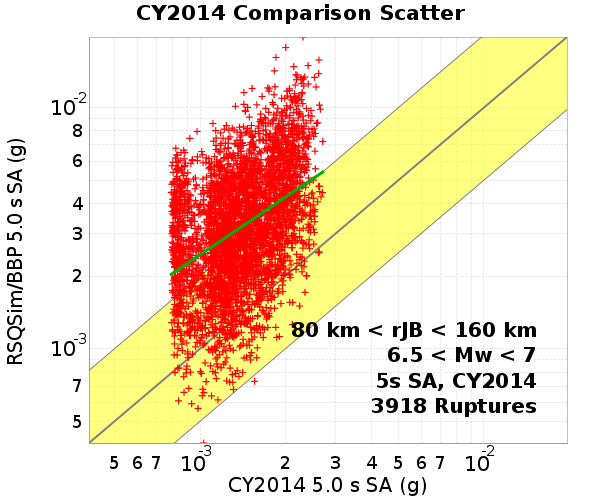 CY2014 Comparison Scatter
RSQSim/BBP 5.0 s SA (g)
10-2
8
6
4
3
2
10-3
7
5
80 km < rJB < 160 km
6.5 < Mw < 7
5s SA, CY2014
3918 Ruptures
5 6 7 10-3 2 3 4 5 6 7 10-2
CY2014 5.0 s SA (g)